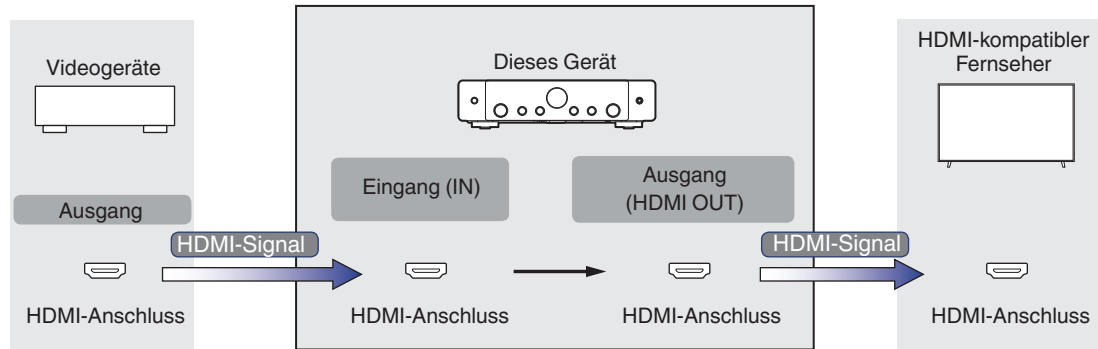 Videogeräte
Ausgang
HDMI-Signal
HDMI-Anschluss
Dieses Gerät
Eingang (IN)
HDMI-Anschluss
Ausgang
(HDMI OUT)
HDMI-Anschluss
HDMI-Signal
HDMI-kompatibler
Fernseher
HDMI-Anschluss